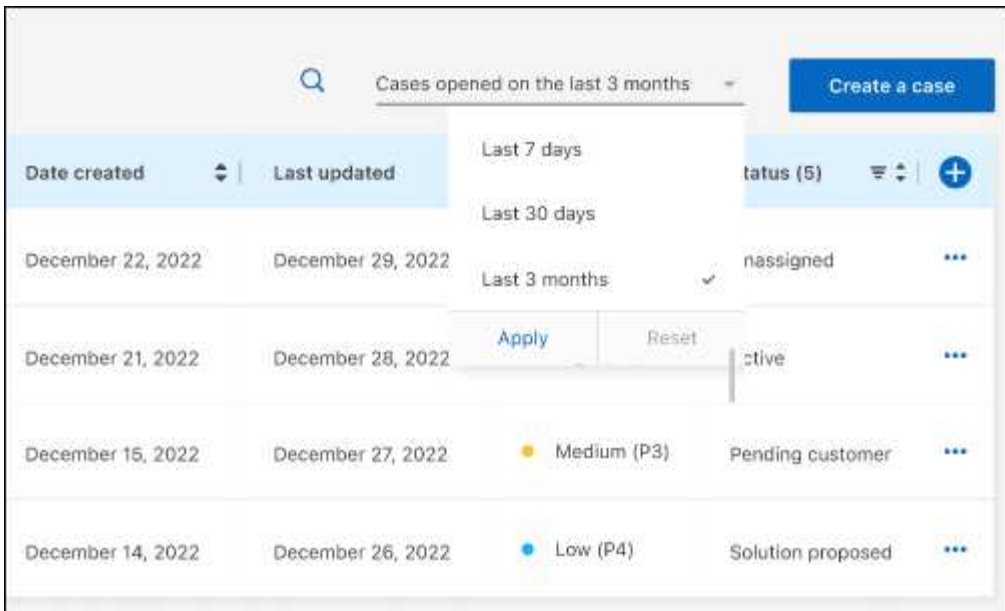 Cases opened on the last 3 months
Create a case
Last 7 days
Last 30 days
Last 3 months
Apply
Reset
Date created
Last updated
tatus (5)
December 22, 2022
December 29, 2022
nassigned
December 21, 2022
December 28, 2022
ctive
December 15, 2022
December 27, 2022
Medium (P3)
Pending customer
December 14, 2022
December 26, 2022
Low (P4)
Solution proposed